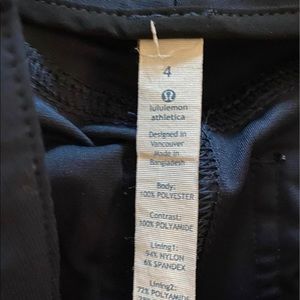 4
lululemon
athletica
Designed in
Vancouver
Made in
Bangladesh
Body:
100% POLYESTER
Contrast:
100% POLYAMIDE
Lining1:
94% NYLON
6% SPANDEX
Lining2:
72% POLYAMIDE